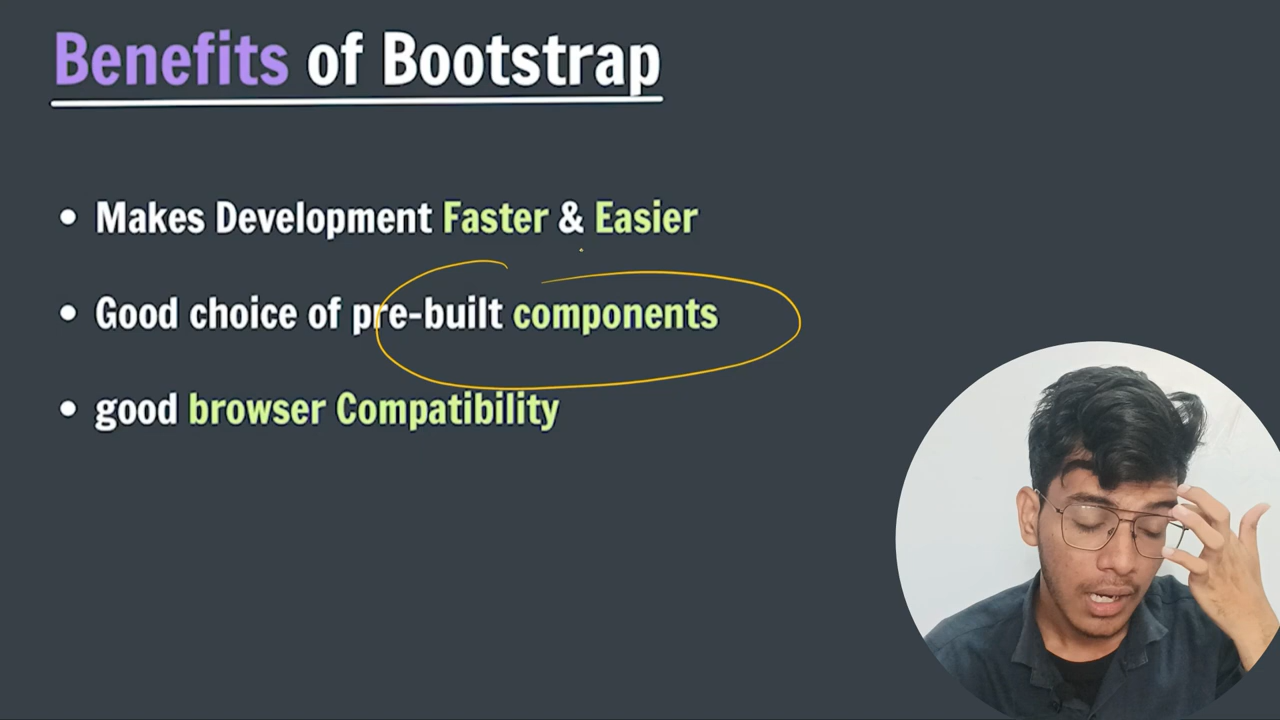 Benefits of Bootstrap
• Makes Development Faster & Easier
• Good choice of pre-built components
• good browser Compatibility